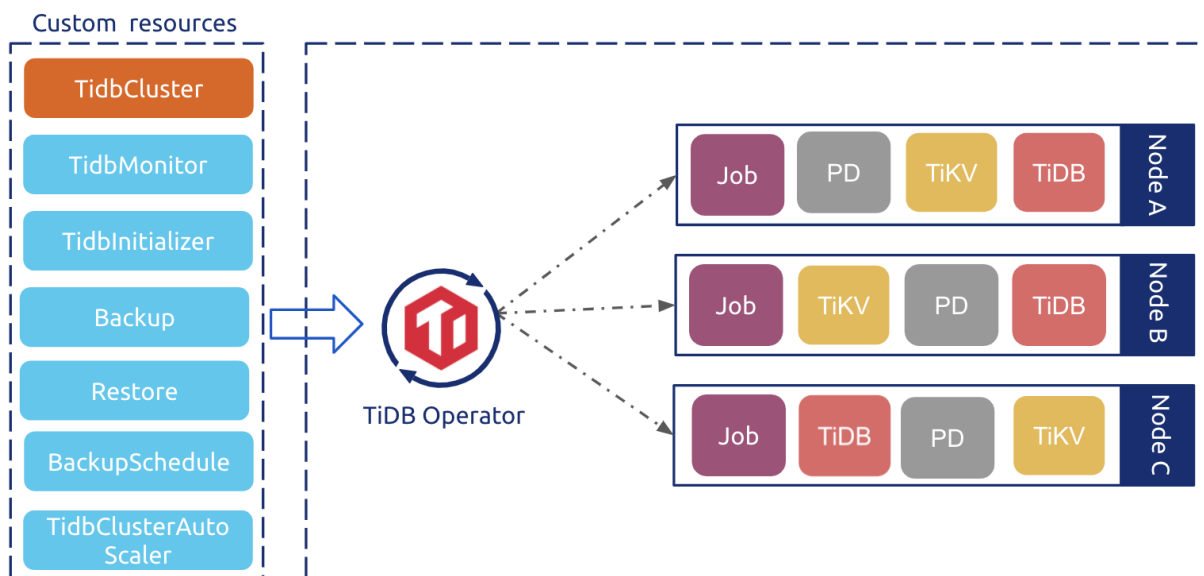 Custom resources
TidbCluster
TidbMonitor
TidbInitializer
Backup
Restore
BackupSchedule
TidbClusterAuto
Scaler
TiDB Operator
Job
PD
TiKV
TiDB
Node A
Job
TiKV
PD
TiDB
Node B
Job
TiDB
PD
TiKV
Node C